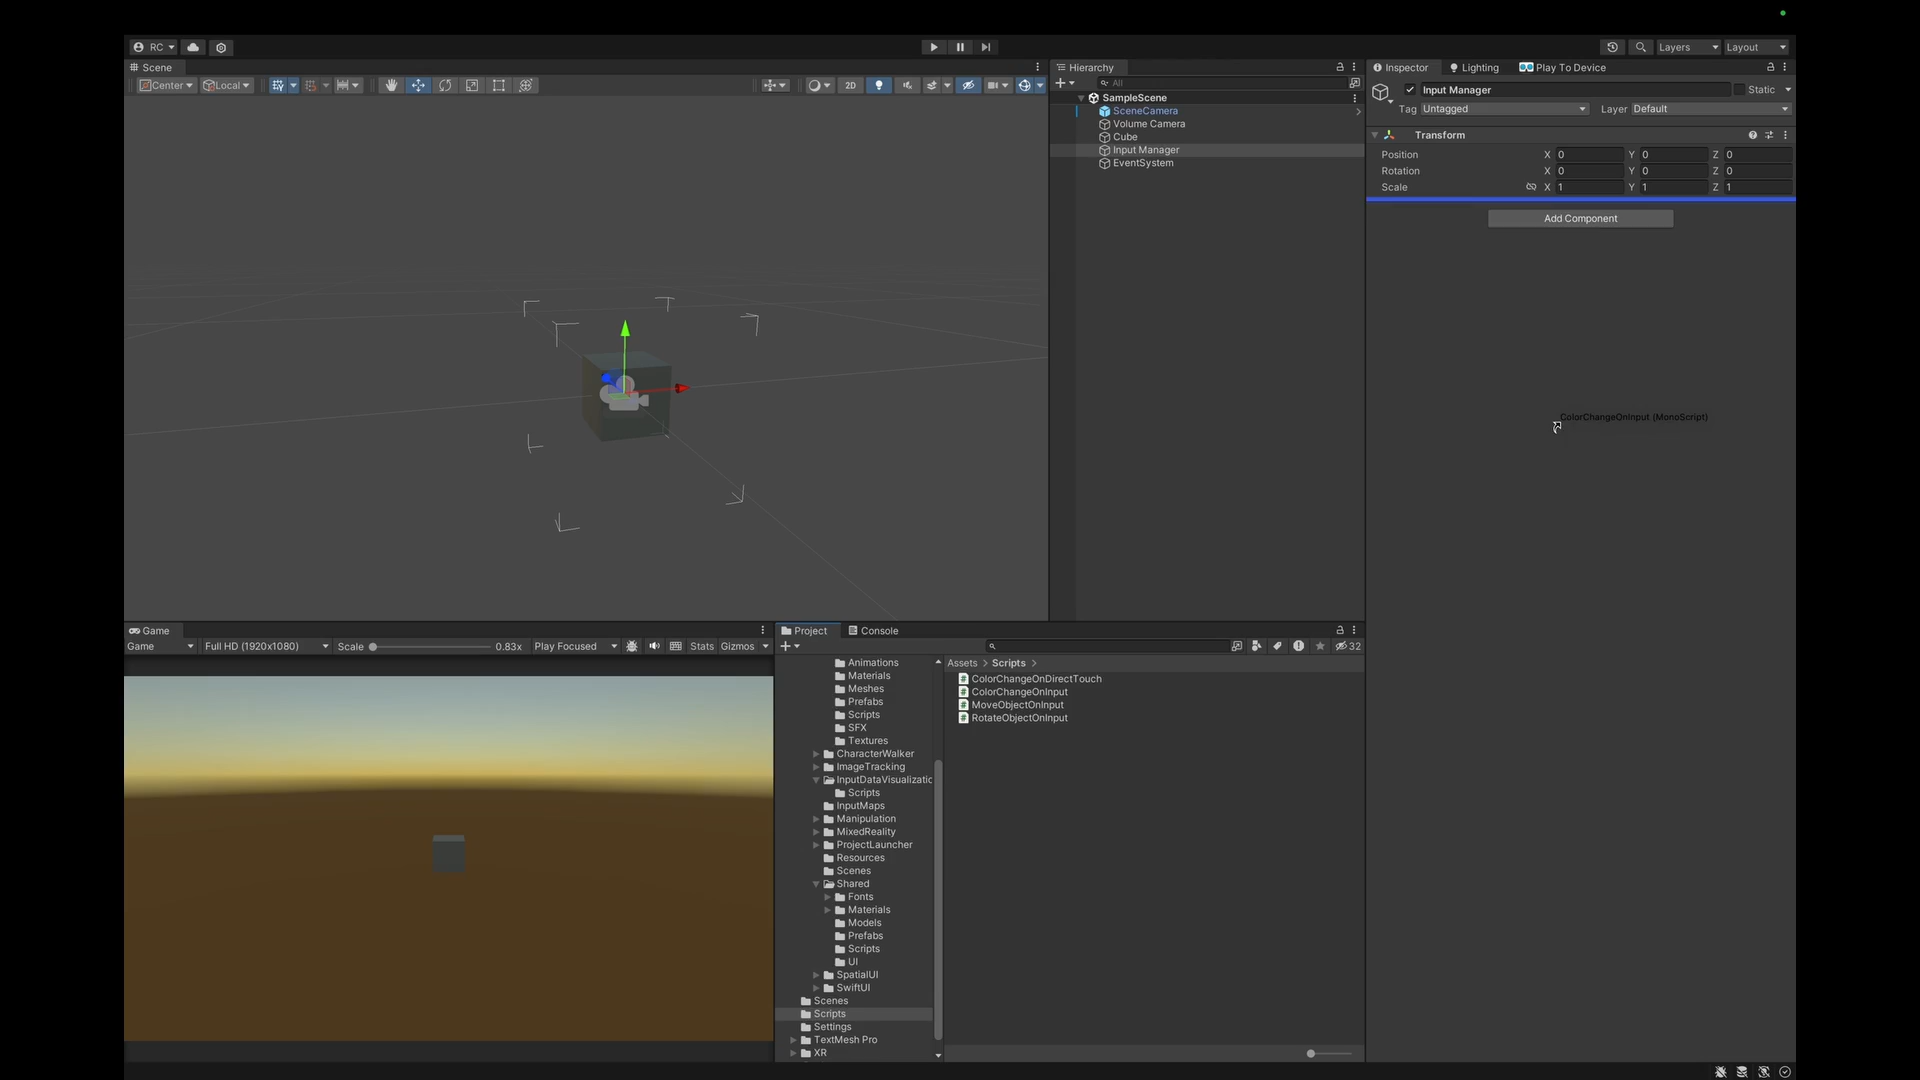 RC
Layers
Layout
Scene
Center
Local
2D
Hierarchy
All
SampleScene
SceneCamera
Volume Camera
Cube
Input Manager
EventSystem
Inspector
Lighting
Play To Device
Input Manager
Static
Tag Untagged
Layer Default
Transform
Position X 0 Y 0 Z 0
Rotation X 0 Y 0 Z 0
Scale X 1 Y 1 Z 1
Add Component
ColorChangeOnInput (MonoScript)
Game
Game
Full HD (1920x1080)
Scale
0.83x
Play Focused
Stats
Gizmos
Project
Console
32
Animations
Materials
Meshes
Prefabs
Scripts
SFX
Textures
CharacterWalker
ImageTracking
InputDataVisualizatic
Scripts
InputMaps
Manipulation
MixedReality
ProjectLauncher
Resources
Scenes
Shared
Fonts
Materials
Models
Prefabs
Scripts
UI
SpatialUI
SwiftUI
Scenes
Scripts
Settings
TextMesh Pro
XR
Assets > Scripts >
ColorChangeOnDirectTouch
ColorChangeOnInput
MoveObjectOnInput
RotateObjectOnInput